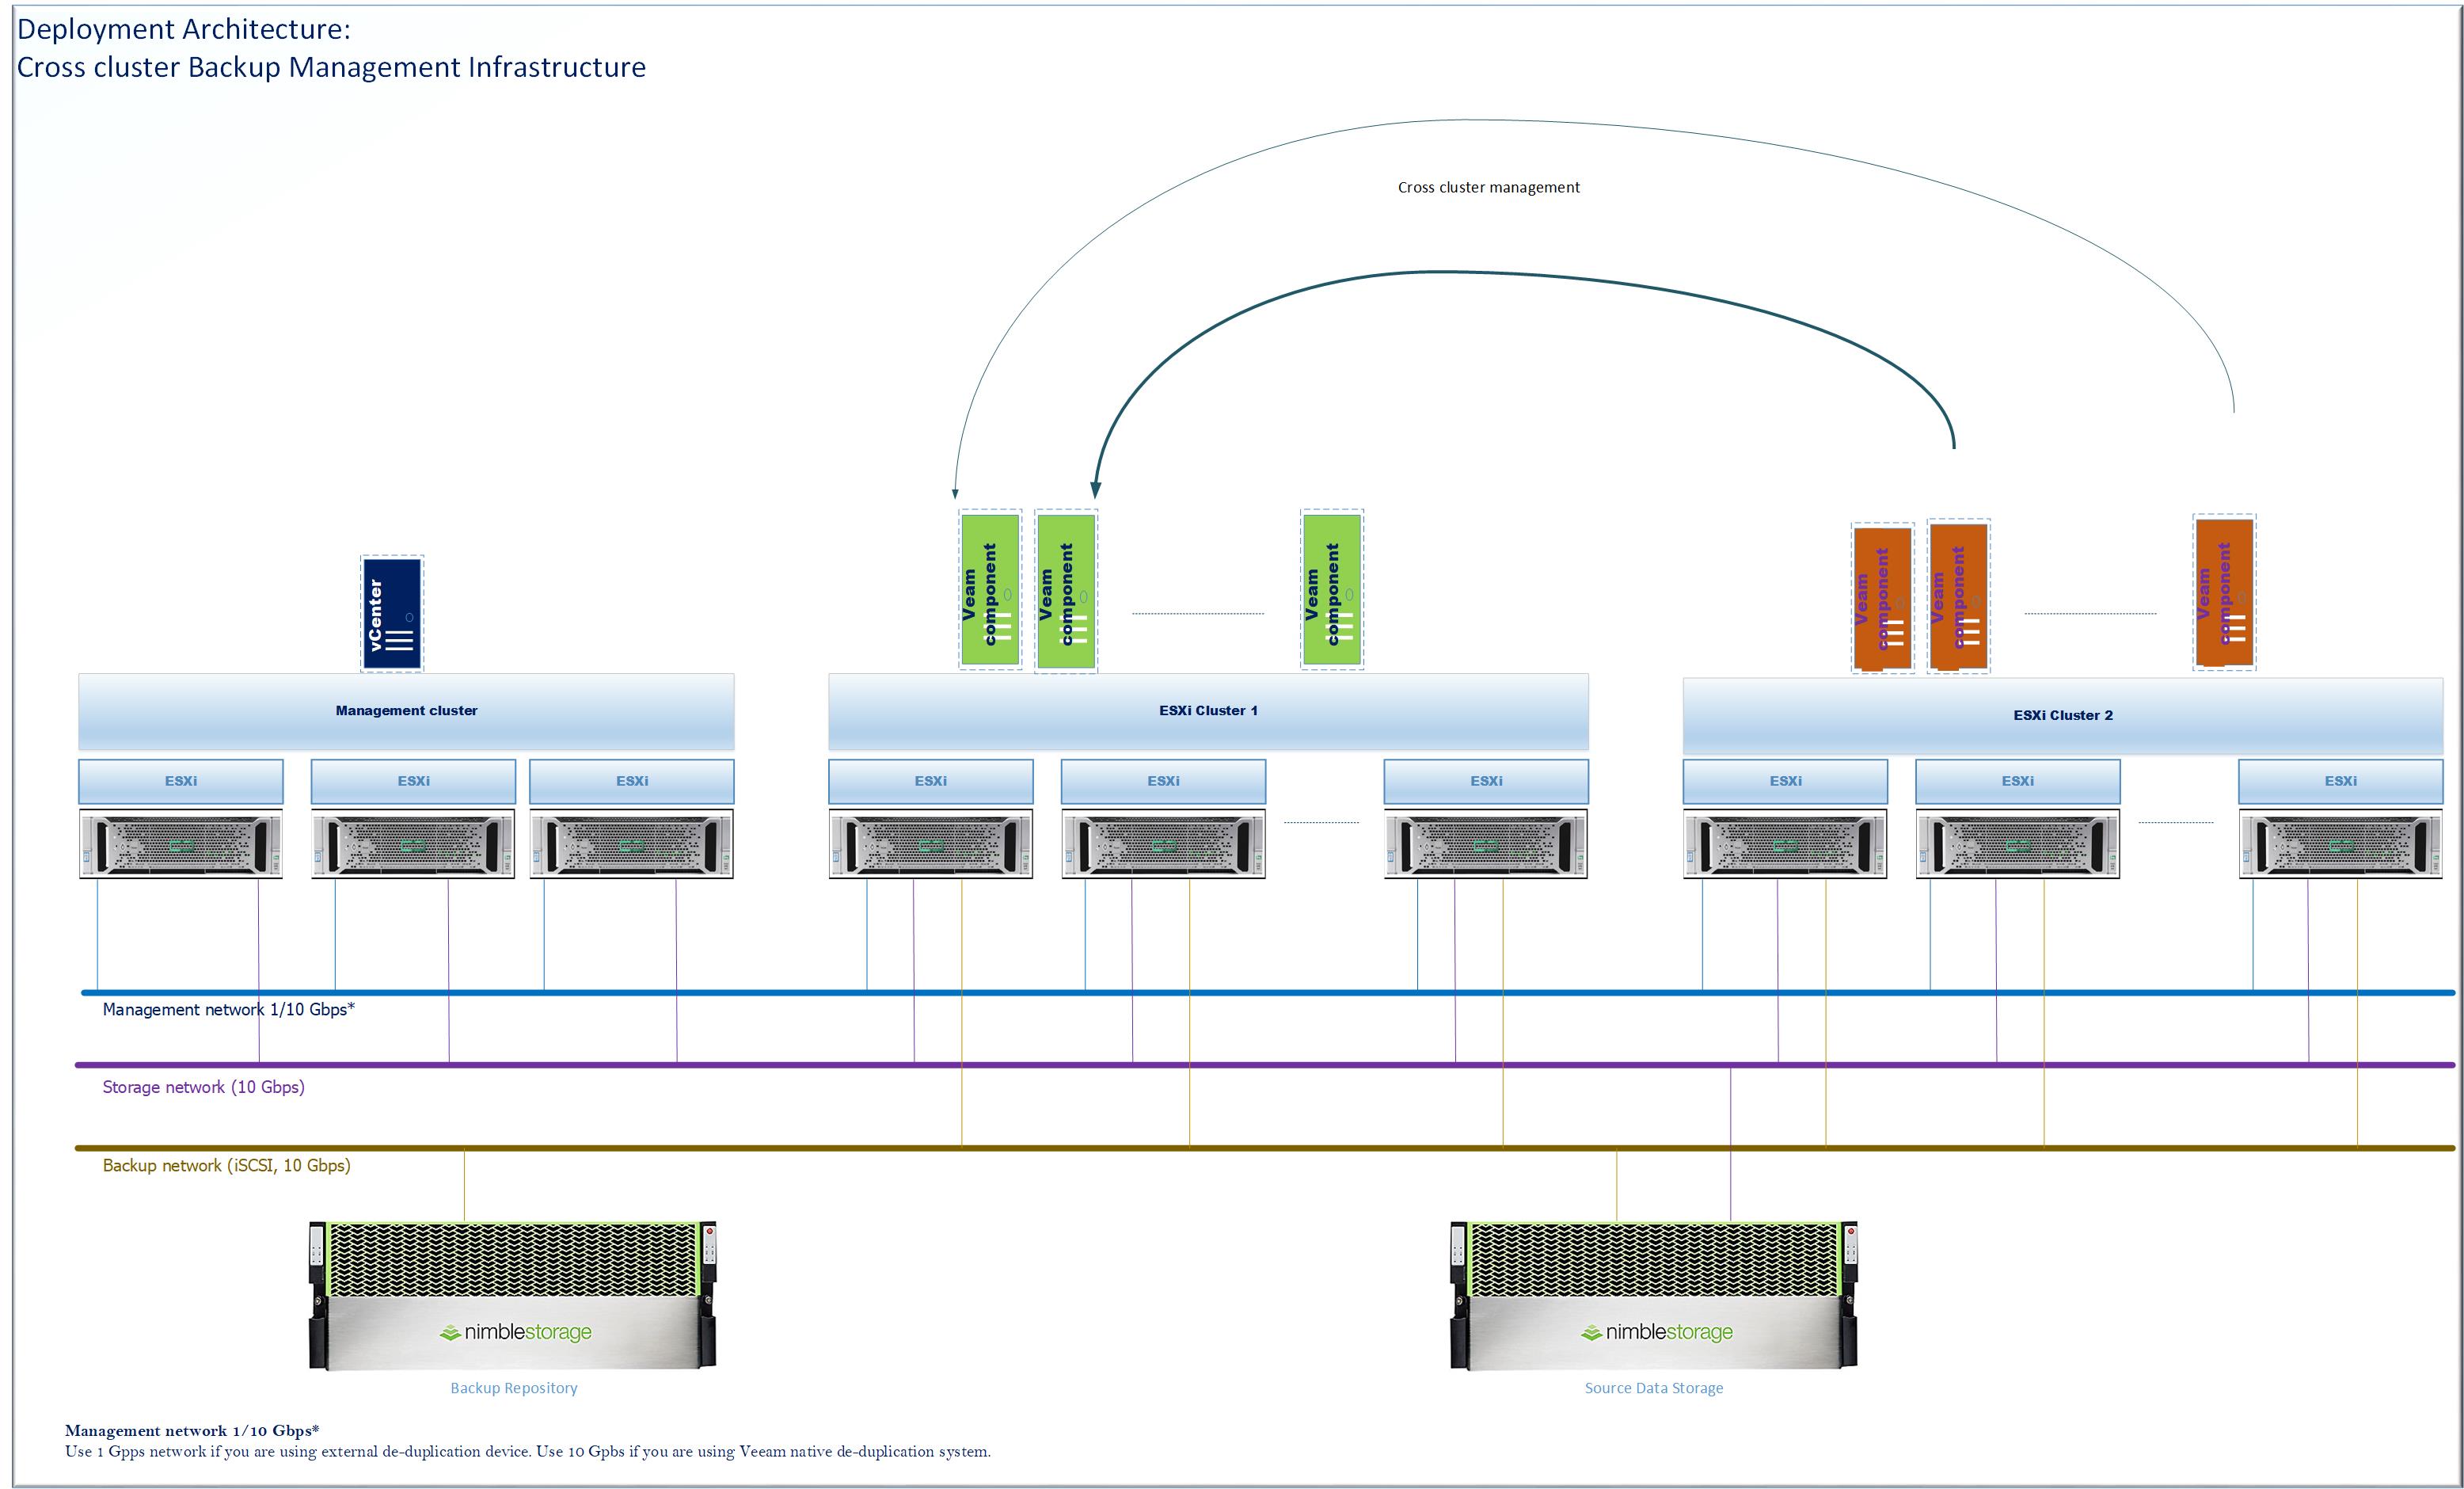 Deployment Architecture:
Cross cluster Backup Management Infrastructure
Cross cluster management
vCenter
Veam
component
Veam
component
Veam
component
Veam
component
Veam
component
Veam
component
Management cluster
ESXi Cluster 1
ESXi Cluster 2
ESXi
ESXi
ESXi
ESXi
ESXi
ESXi
ESXi
ESXi
ESXi
Management network 1/10 Gbps*
Storage network (10 Gbps)
Backup network (iSCSI, 10 Gbps)
nimblestorage
nimblestorage
Backup Repository
Source Data Storage
Management network 1/10 Gbps*
Use 1 Gpps network if you are using external de-duplication device. Use 10 Gpbs if you are using Veeam native de-duplication system.